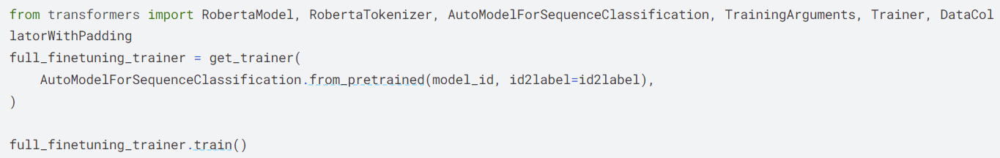 from transformers import RobertaModel, RobertaTokenizer, AutoModelForSequenceClassification, TrainingArguments, Trainer, DataCol
latorWithPadding
full_finetuning_trainer = get_trainer(
    AutoModelForSequenceClassification.from_pretrained(model_id, id2label=id2label),
)

full_finetuning_trainer.train()